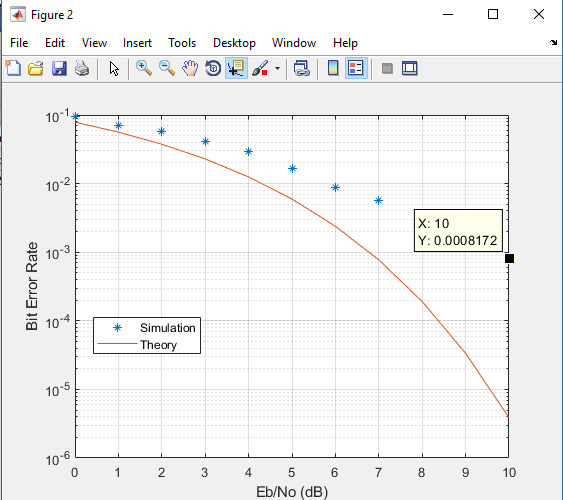 Figure 2
File Edit View Insert Tools Desktop Window Help
10^-1
10^-2
10^-3
10^-4
10^-5
10^-6
Bit Error Rate
X: 10
Y: 0.0008172
Simulation
Theory
0 1 2 3 4 5 6 7 8 9 10
Eb/No (dB)